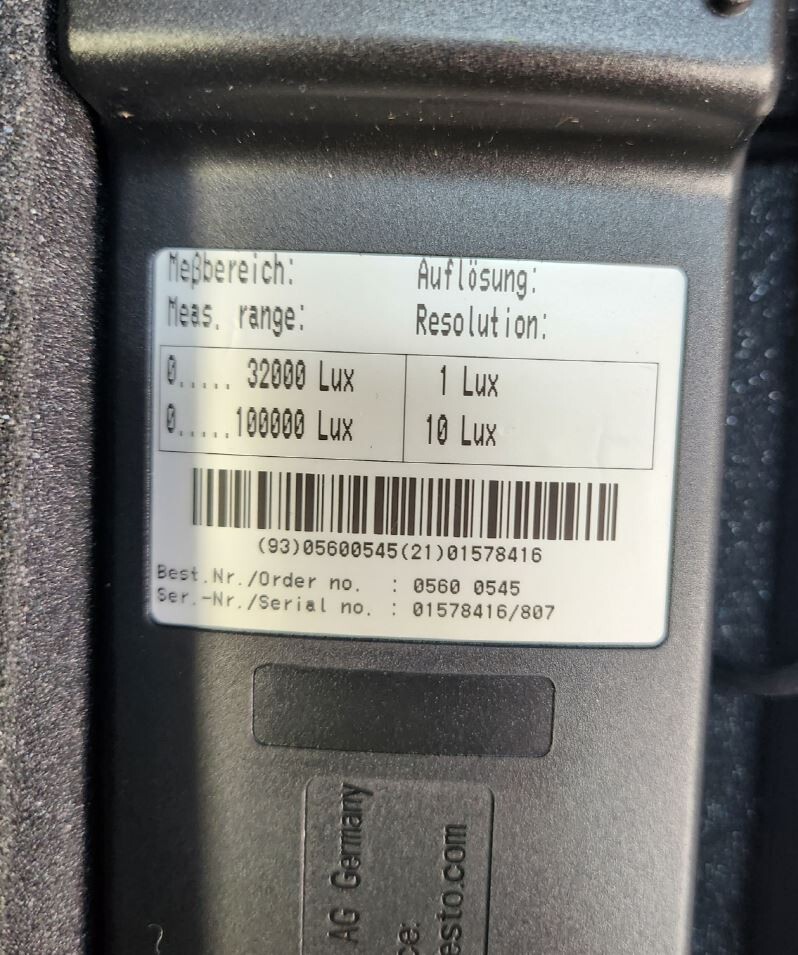 Meßbereich: Auflösung:
Meas. range: Resolution:
0..... 32000 Lux 1 Lux
0.....100000 Lux 10 Lux
(93)05600545(21)01578416
Best.Nr./Order no. : 0560 0545
Ser.-Nr./Serial no. : 01578416/807
AG Germany
ce:
esto.com